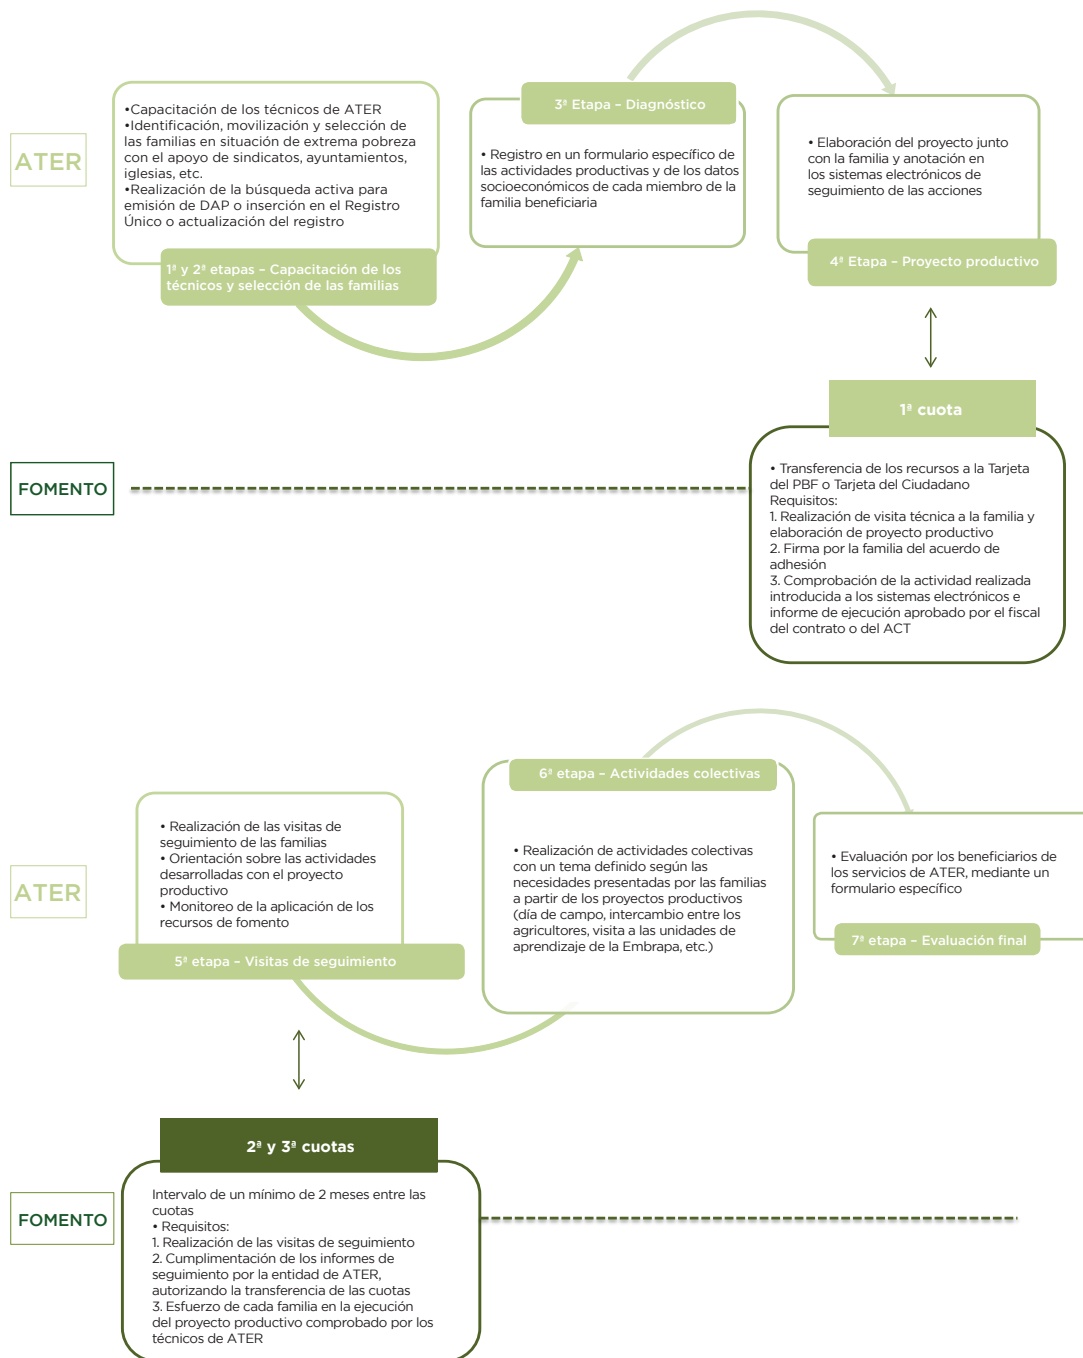 ATER
•Capacitación de los técnicos de ATER
•Identificación, movilización y selección de
las familias en situación de extrema pobreza
con el apoyo de sindicatos, ayuntamientos,
iglesias, etc.
•Realización de la búsqueda activa para
emisión de DAP o inserción en el Registro
Único o actualización del registro
1ª y 2ª etapas – Capacitación de los
técnicos y selección de las familias
3ª Etapa – Diagnóstico
• Registro en un formulario específico de
las actividades productivas y de los datos
socioeconómicos de cada miembro de la
familia beneficiaria
• Elaboración del proyecto junto
con la familia y anotación en
los sistemas electrónicos de
seguimiento de las acciones
4ª Etapa – Proyecto productivo
FOMENTO
1ª cuota
• Transferencia de los recursos a la Tarjeta
del PBF o Tarjeta del Ciudadano
Requisitos:
1. Realización de visita técnica a la familia y
elaboración de proyecto productivo
2. Firma por la familia del acuerdo de
adhesión
3. Comprobación de la actividad realizada
introducida a los sistemas electrónicos e
informe de ejecución aprobado por el fiscal
del contrato o del ACT
ATER
• Realización de las visitas de
seguimiento de las familias
• Orientación sobre las actividades
desarrolladas con el proyecto
productivo
• Monitoreo de la aplicación de los
recursos de fomento
5ª etapa – Visitas de seguimiento
6ª etapa – Actividades colectivas
• Realización de actividades colectivas
con un tema definido según las
necesidades presentadas por las familias
a partir de los proyectos productivos
(día de campo, intercambio entre los
agricultores, visita a las unidades de
aprendizaje de la Embrapa, etc.)
• Evaluación por los beneficiarios de
los servicios de ATER, mediante un
formulario específico
7ª etapa – Evaluación final
FOMENTO
2ª y 3ª cuotas
Intervalo de un mínimo de 2 meses entre las
cuotas
• Requisitos:
1. Realización de las visitas de seguimiento
2. Cumplimentación de los informes de
seguimiento por la entidad de ATER,
autorizando la transferencia de las cuotas
3. Esfuerzo de cada familia en la ejecución
del proyecto productivo comprobado por los
técnicos de ATER